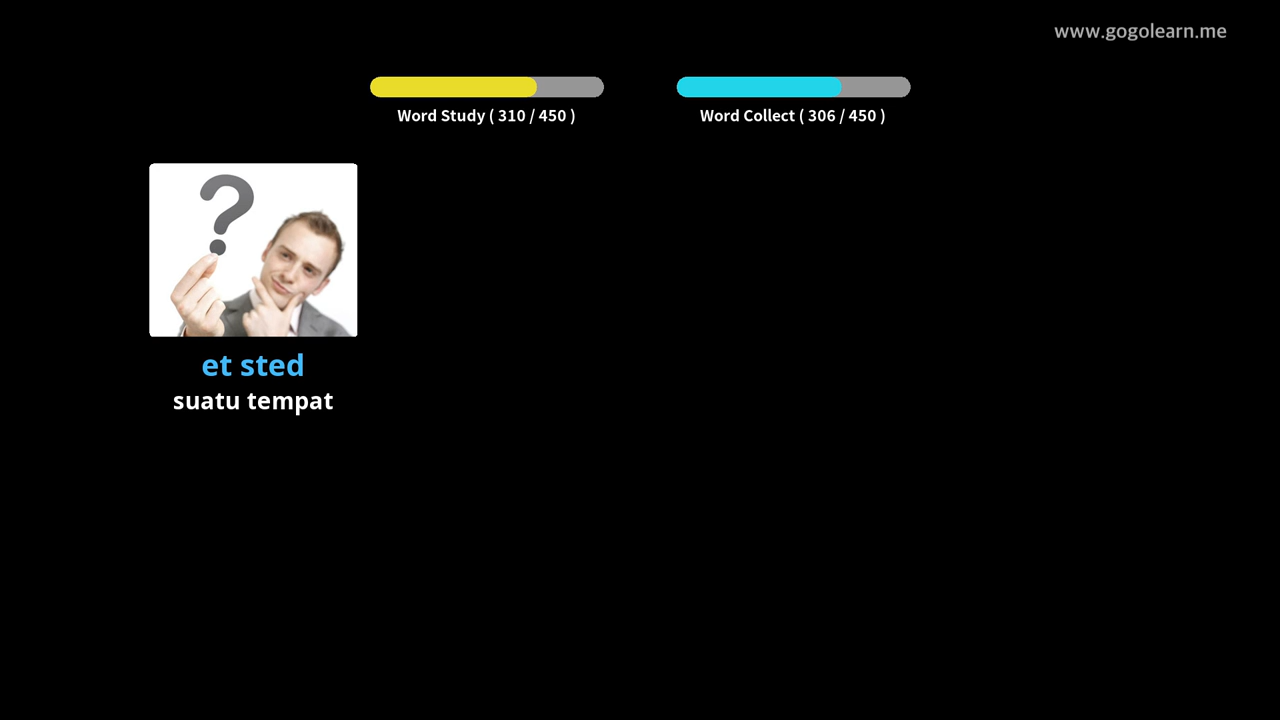 www.gogolearn.me
Word Study ( 310 / 450 )
Word Collect ( 306 / 450 )
?
et sted
suatu tempat